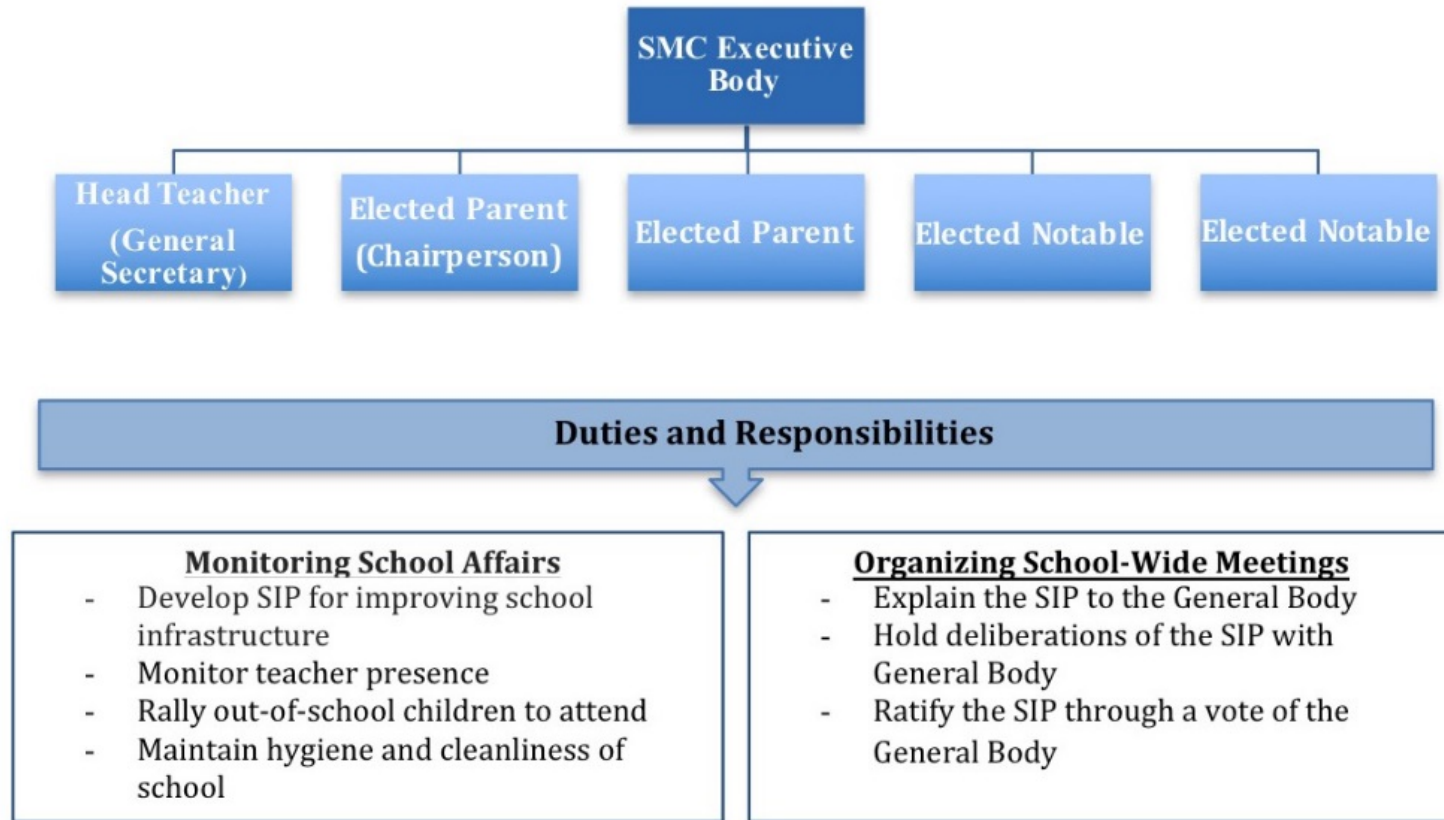 SMC Executive
Body
Head Teacher
(General
Secretary)
Elected Parent
(Chairperson)
Elected Parent
Elected Notable
Elected Notable
Duties and Responsibilities
Monitoring School Affairs
- Develop SIP for improving school
infrastructure
- Monitor teacher presence
- Rally out-of-school children to attend
- Maintain hygiene and cleanliness of
school
Organizing School-Wide Meetings
- Explain the SIP to the General Body
- Hold deliberations of the SIP with
General Body
- Ratify the SIP through a vote of the
General Body